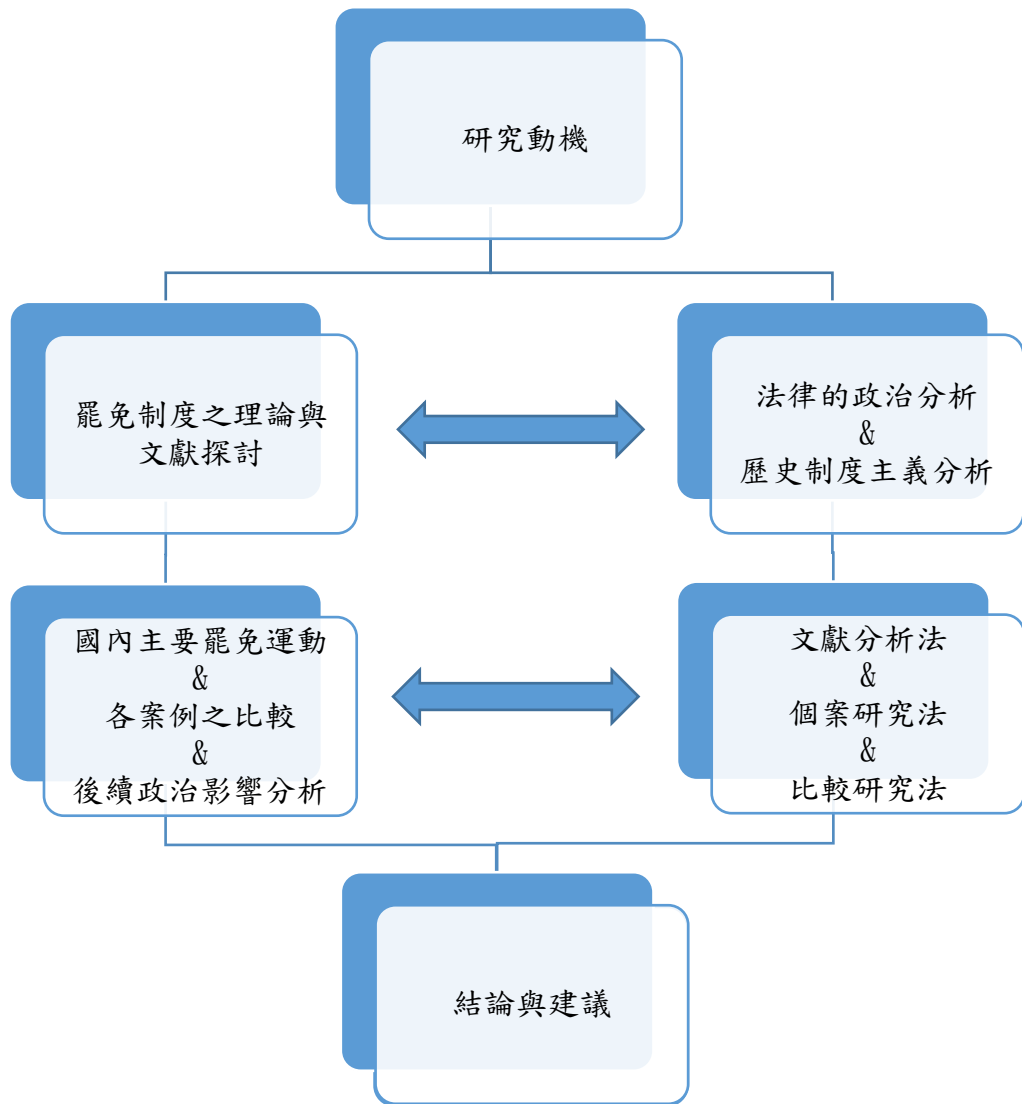 研究動機
罷免制度之理論與
文獻探討
法律的政治分析
&
歷史制度主義分析
國內主要罷免運動
&
各案例之比較
&
後續政治影響分析
文獻分析法
&
個案研究法
&
比較研究法
結論與建議